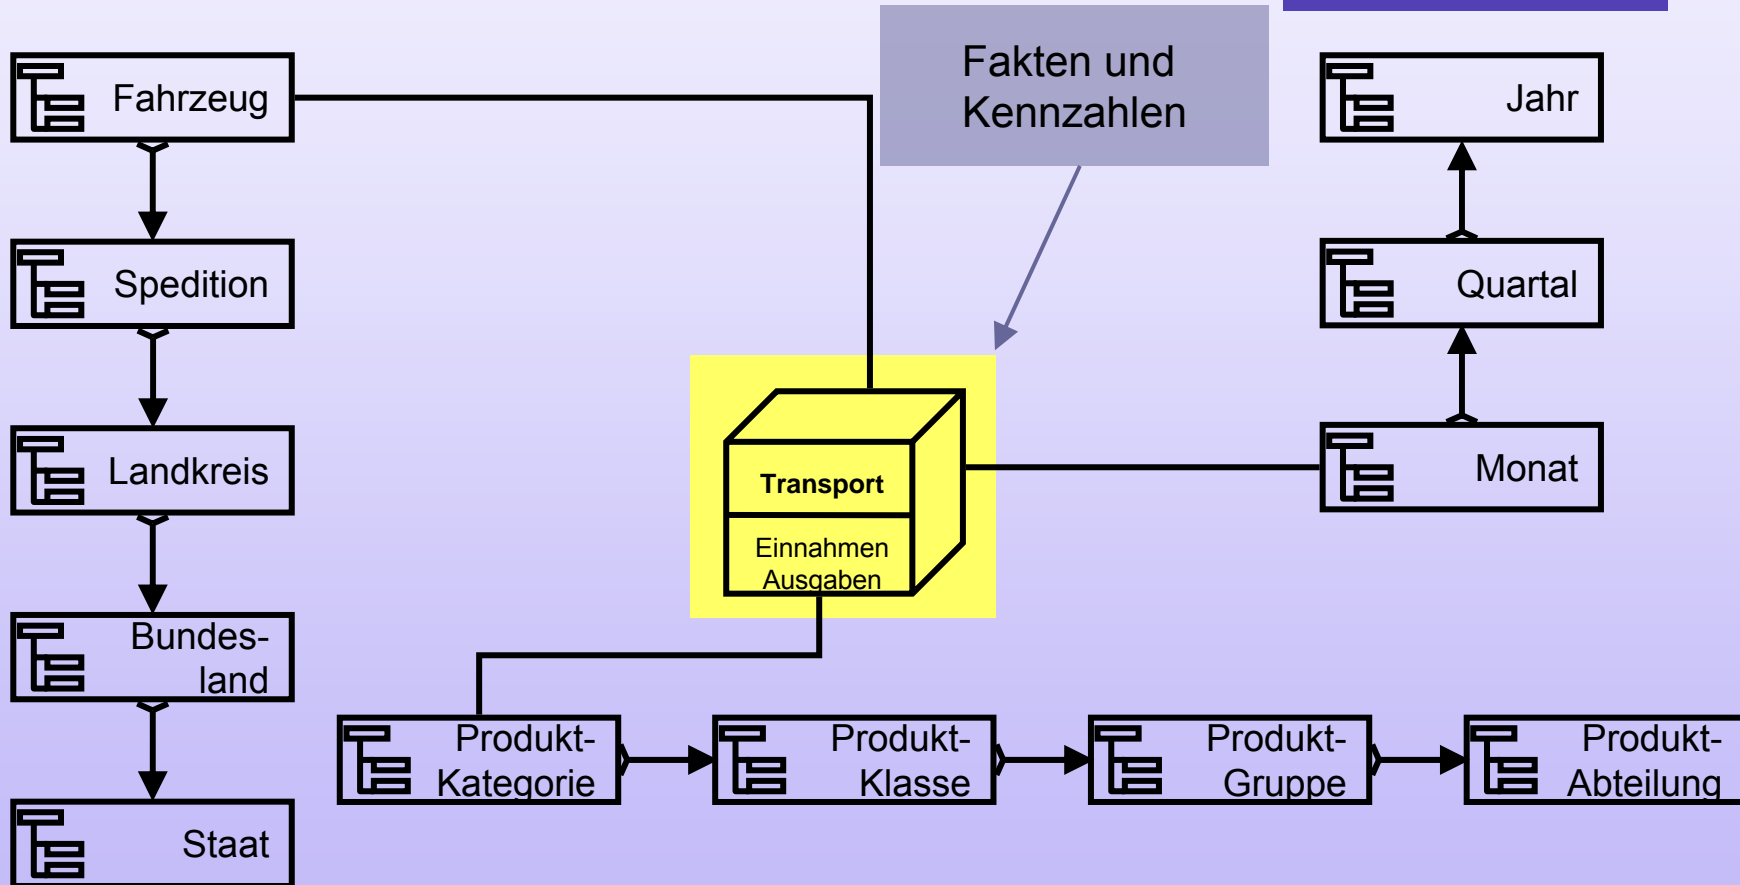 Fakten und
Kennzahlen
Fahrzeug
Spedition
Landkreis
Bundes-
land
Staat
Jahr
Quartal
Monat
Transport
Einnahmen
Ausgaben
Produkt-
Kategorie
Produkt-
Klasse
Produkt-
Gruppe
Produkt-
Abteilung